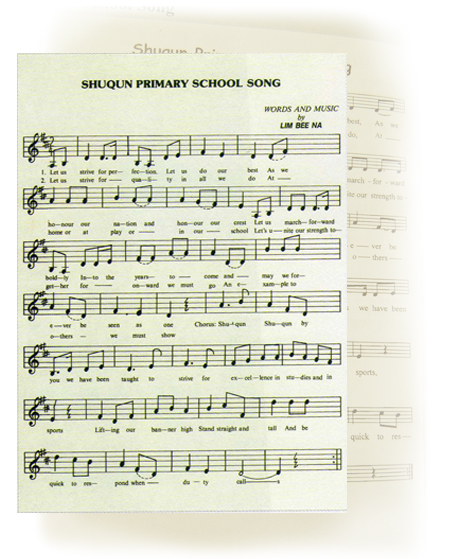 SHUQUN PRIMARY SCHOOL SONG
WORDS AND MUSIC
by
LIM BEE NA
1. Let us strive for per— fec—tion, Let us do our best As we
2. Let us strive for — qua—li— ty in all we do At —
ho—nour our na—tion and hon—our our crest Let us march—forward
home or at play or — in our — school Let's u—nite our strength to—
bold—ly In—to the years— to — come and — may we for—
get—her for — on—ward we must go An e— xam—ple to
e—ver be seen as one Chorus: Shu—qun Shu—qun by
o—thers — we must show
you we have been taught to strive for ex—cel—lence in stu—dies and in
sports Lift—ing our ban—ner high Stand straight and tall And be
quick to res— pond when — du—ty call—s